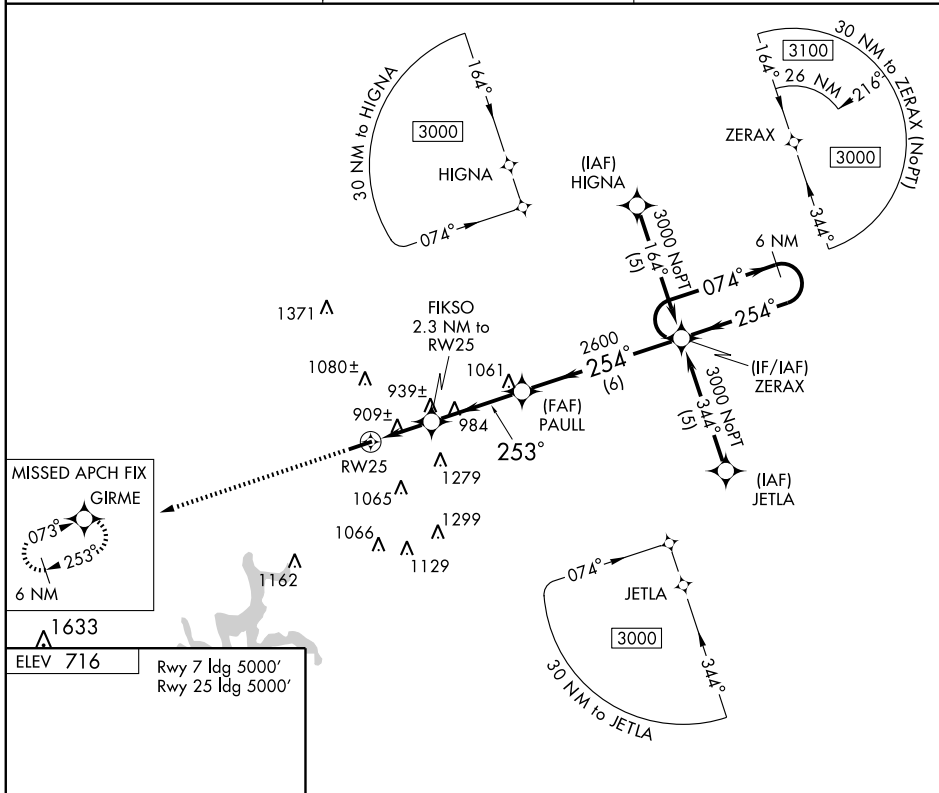 30 NM to HIGNA
164°
3000
HIGNA
074°
30 NM to ZERAX (NoPT)
3100
164°
26 NM
216°
ZERAX
3000
344°
(IAF)
HIGNA
3000 NoPT
164°
(5)
6 NM
074°
254°
1371
FIKSO
2.3 NM to
RW25
2600
254°
(6)
(IF/IAF)
ZERAX
1080±
1061
939±
909±
984
(FAF)
PAULL
3000 NoPT
344°
(5)
253°
RW25
1279
(IAF)
JETLA
MISSED APCH FIX
GIRME
073°
253°
6 NM
1065
1299
1066
1129
1162
074°
JETLA
3000
344°
30 NM to JETLA
1633
ELEV 716
Rwy 7 ldg 5000'
Rwy 25 ldg 5000'